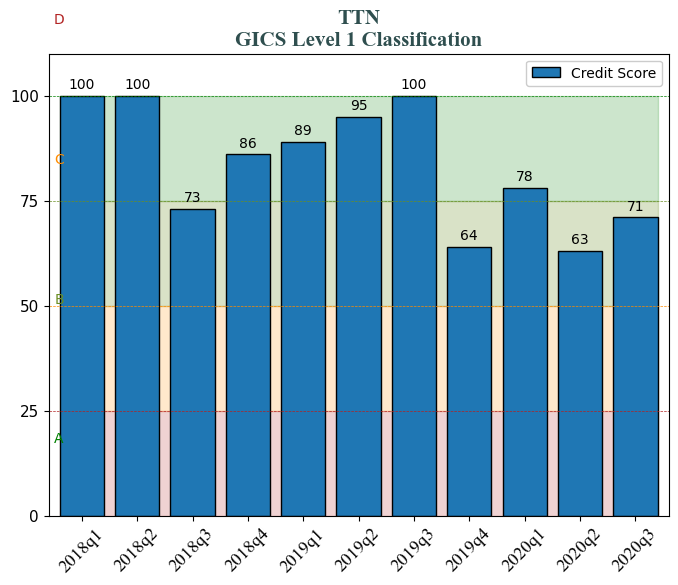 D
TTN
GICS Level 1 Classification
Credit Score
100
100
100
100
95
89
86
C
78
75
73
71
64
63
50
B
25
A
0
2018q1
2018q2
2018q3
2018q4
2019q1
2019q2
2019q3
2019q4
2020q1
2020q2
2020q3